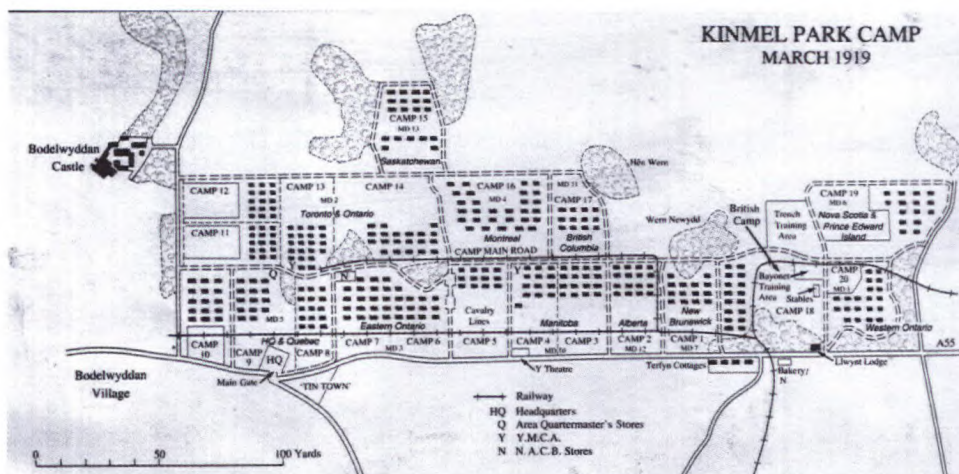 KINMEL PARK CAMP
MARCH 1919
CAMP 15
MD 13
Saskatchewan
Bodelwyddan
Castle
Hên Wern
CAMP 12
CAMP 13
MD 2
CAMP 14
Toronto & Ontario
CAMP 11
CAMP 16
MD 4
Montreal
MD 11
CAMP 17
British
Columbia
Wern Newydd
British
Camp
Trench
Training
Area
CAMP 19
MD 6
Nova Scotia &
Prince Edward
Island
CAMP MAIN ROAD
Q
Y
N
Y
Bayonet
Training
Area
Stables
CAMP
20
CAMP 18
Western Ontario
MD 5
HQ & Quebec
Eastern Ontario
Cavalry
Lines
Manitoba
Alberta
New
Brunswick
CAMP
10
CAMP
9
HQ
CAMP 8
CAMP 7
MD 3
CAMP 6
CAMP 5
CAMP 4
MD 10
CAMP 3
CAMP 2
MD 12
CAMP 1
MD 7
A55
Bodelwyddan
Village
Main Gate
'TIN TOWN'
Y Theatre
Terfyn Cottages
Bakery/
N
Llwyst Lodge
Railway
HQ Headquarters
Q Area Quartermaster's Stores
Y Y.M.C.A.
N N.A.C.B. Stores
0 50 100 Yards